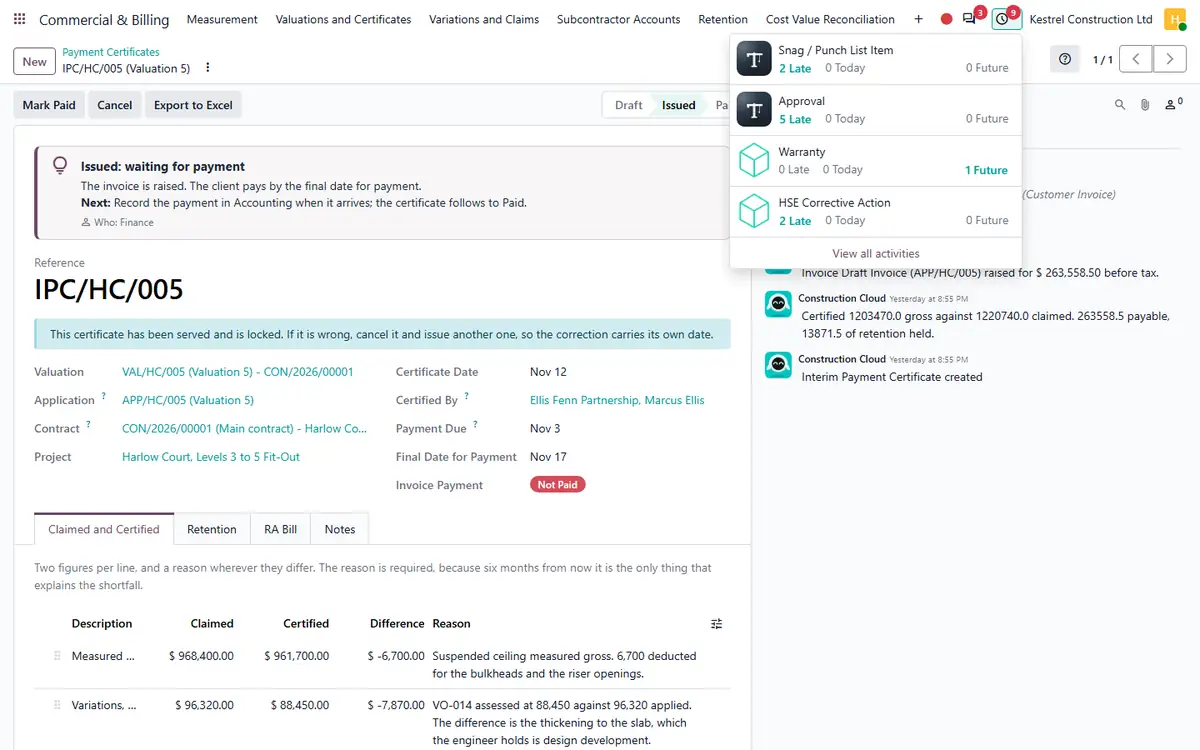 Commercial & Billing Measurement Valuations and Certificates Variations and Claims Subcontractor Accounts Retention Cost Value Reconciliation + 3 9 Kestrel Construction Ltd H
New Payment Certificates
IPC/HC/005 (Valuation 5)
1 / 1
Mark Paid Cancel Export to Excel Draft Issued Pa
0
Snag / Punch List Item
2 Late 0 Today 0 Future
Approval
5 Late 0 Today 0 Future
Warranty
0 Late 0 Today 1 Future
HSE Corrective Action
2 Late 0 Today 0 Future
View all activities
Issued: waiting for payment
The invoice is raised. The client pays by the final date for payment.
Next: Record the payment in Accounting when it arrives; the certificate follows to Paid.
Who: Finance
Reference
IPC/HC/005
This certificate has been served and is locked. If it is wrong, cancel it and issue another one, so the correction carries its own date.
Valuation VAL/HC/005 (Valuation 5) - CON/2026/00001
Application ? APP/HC/005 (Valuation 5)
Contract ? CON/2026/00001 (Main contract) - Harlow Co...
Project Harlow Court, Levels 3 to 5 Fit-Out
Certificate Date Nov 12
Certified By ? Ellis Fenn Partnership, Marcus Ellis
Payment Due ? Nov 3
Final Date for Payment Nov 17
Invoice Payment Not Paid
Claimed and Certified Retention RA Bill Notes
Two figures per line, and a reason wherever they differ. The reason is required, because six months from now it is the only thing that
explains the shortfall.
Description Claimed Certified Difference Reason
Measured ... $ 968,400.00 $ 961,700.00 $ -6,700.00 Suspended ceiling measured gross. 6,700 deducted
for the bulkheads and the riser openings.
Variations, ... $ 96,320.00 $ 88,450.00 $ -7,870.00 VO-014 assessed at 88,450 against 96,320 applied.
The difference is the thickening to the slab, which
the engineer holds is design development.
(Customer Invoice)
Invoice Draft Invoice (APP/HC/005) raised for $ 263,558.50 before tax.
Construction Cloud Yesterday at 8:55 PM
Certified 1203470.0 gross against 1220740.0 claimed. 263558.5 payable,
13871.5 of retention held.
Construction Cloud Yesterday at 8:55 PM
Interim Payment Certificate created